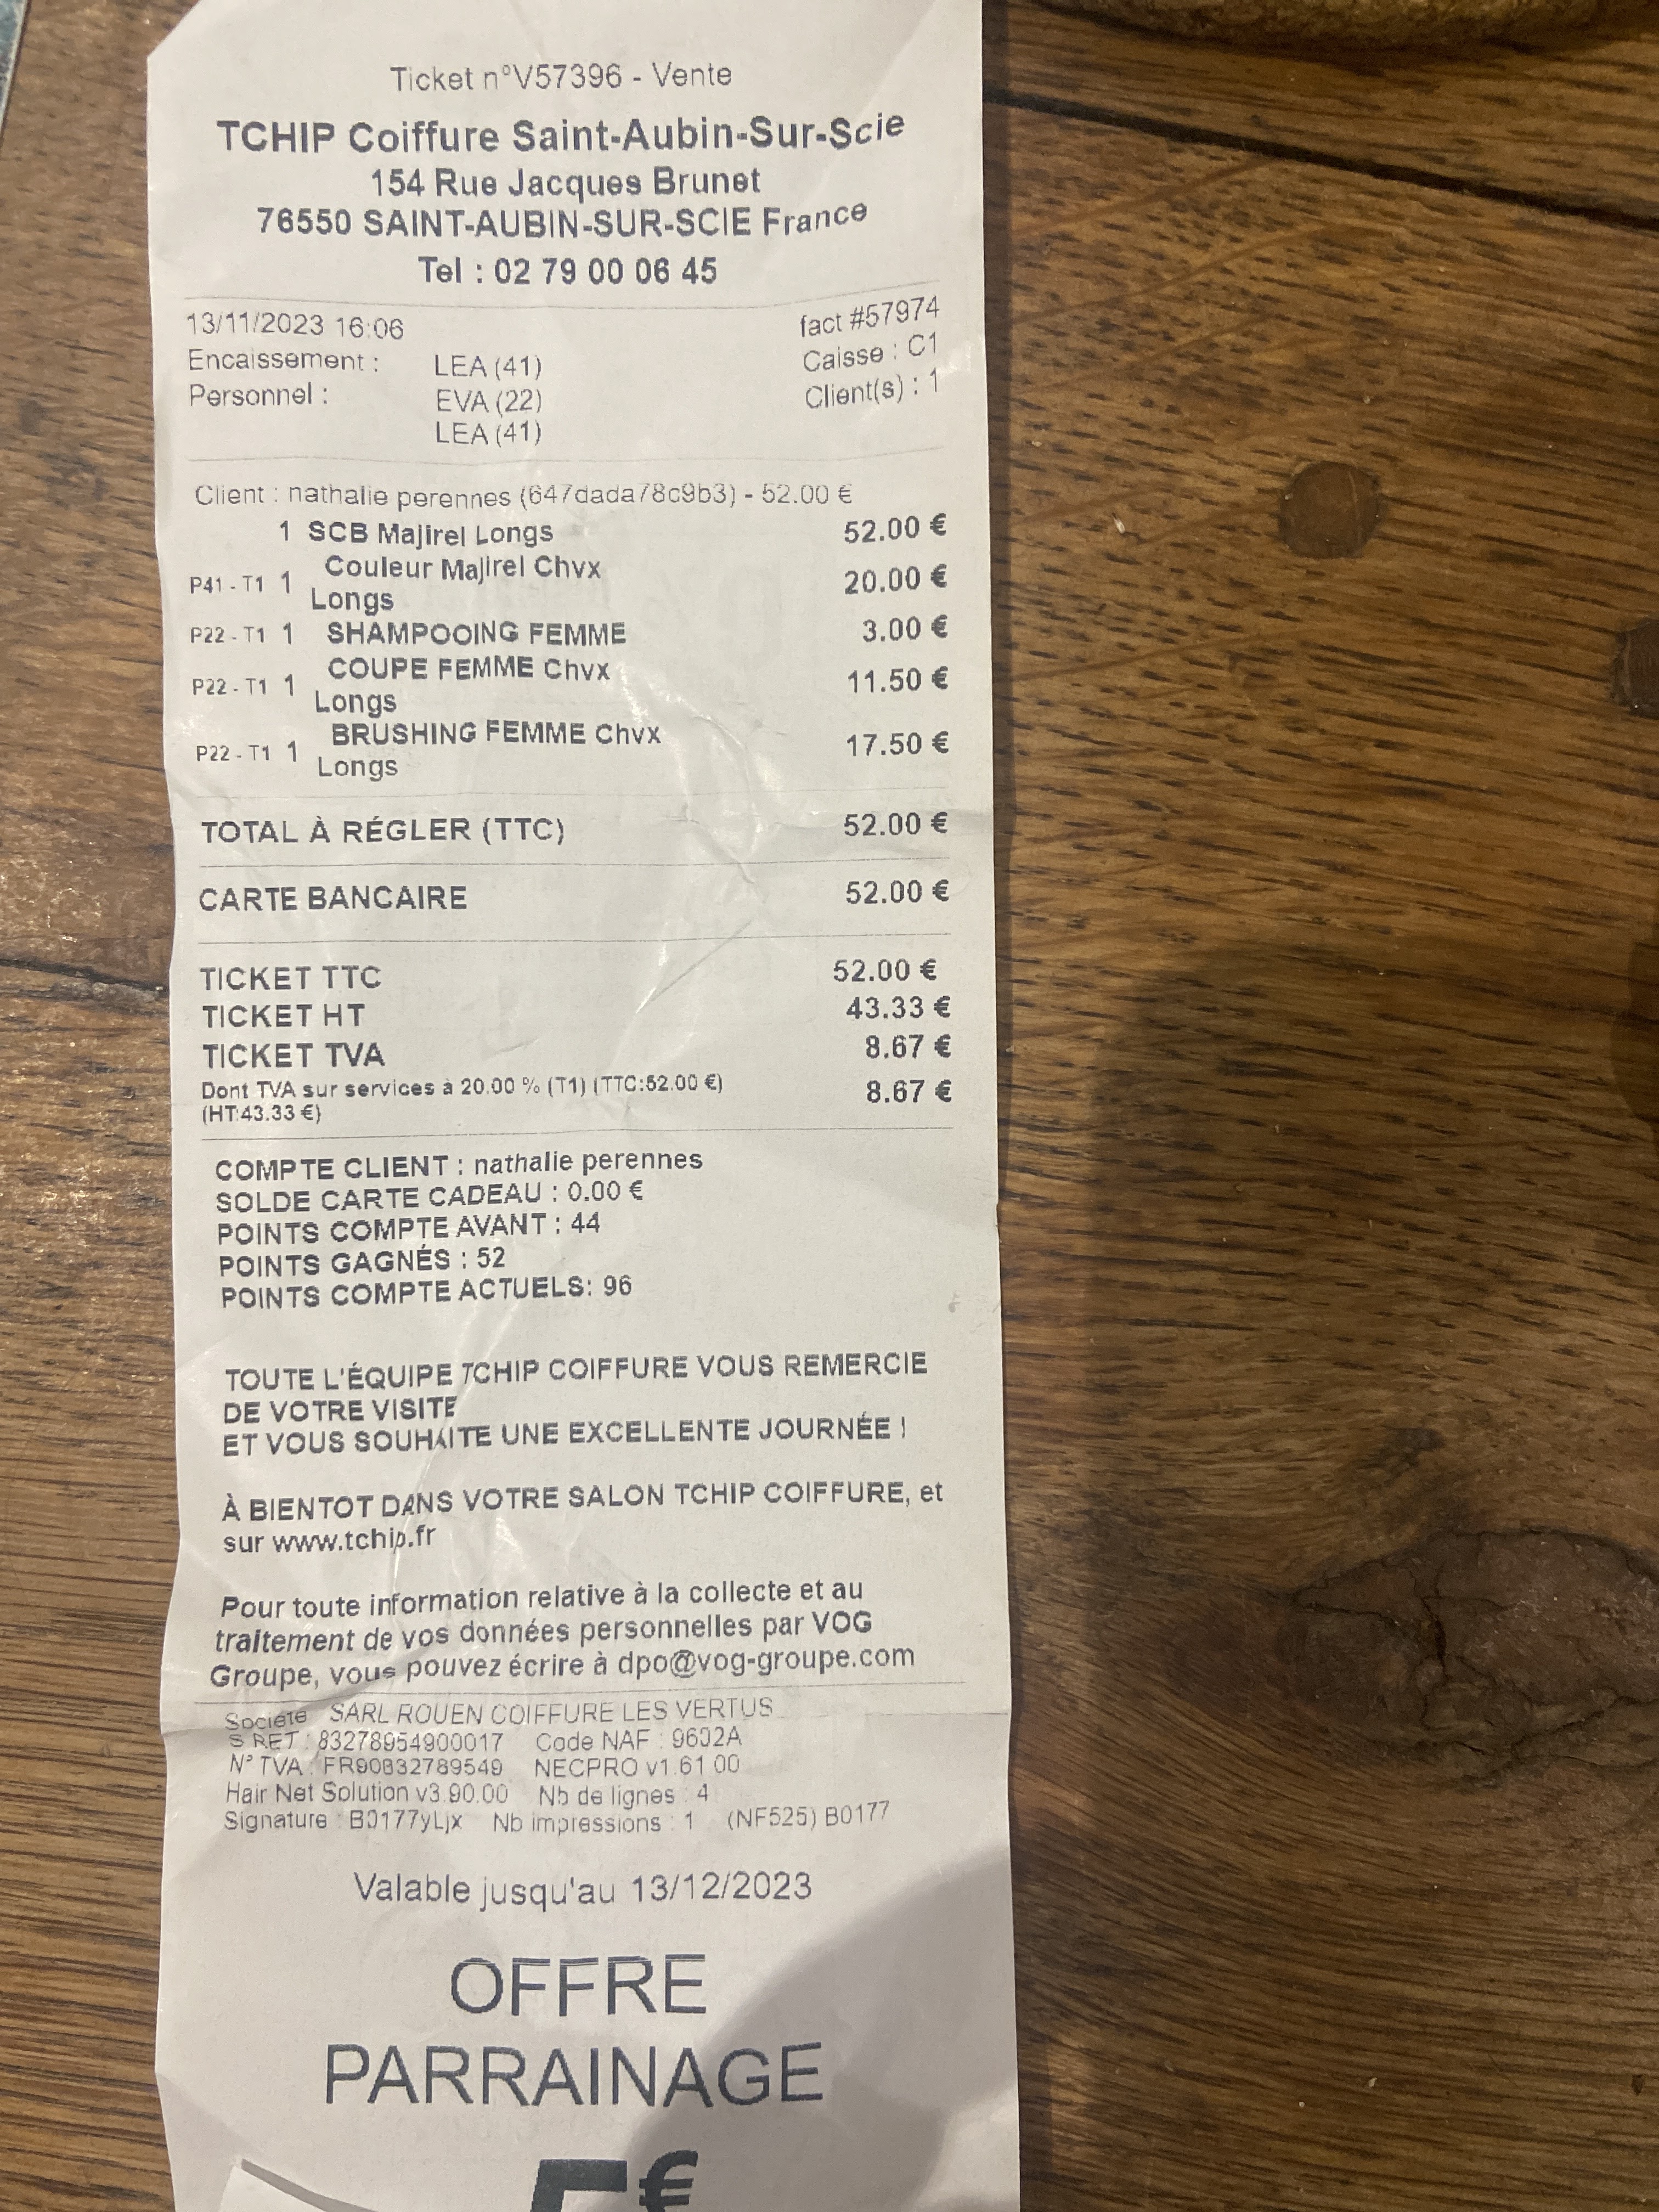 Ticket n°V57396 - Vente
TCHIP Coiffure Saint-Aubin-Sur-Scie
154 Rue Jacques Brunet
76550 SAINT-AUBIN-SUR-SCIE France
Tel : 02 79 00 06 45
13/11/2023 16:06 fact #57974
Encaissement : LEA (41) Caisse : C1
Personnel : EVA (22) Client(s) : 1
LEA (41)
Client : nathalie perennes (647dada78c9b3) - 52.00 €
1 SCB Majirel Longs 52.00 €
P41 - T1 1 Couleur Majirel Chvx
Longs 20.00 €
P22 - T1 1 SHAMPOOING FEMME 3.00 €
P22 - T1 1 COUPE FEMME Chvx
Longs 11.50 €
P22 - T1 1 BRUSHING FEMME Chvx
Longs 17.50 €
TOTAL À RÉGLER (TTC) 52.00 €
CARTE BANCAIRE 52.00 €
TICKET TTC 52.00 €
TICKET HT 43.33 €
TICKET TVA 8.67 €
Dont TVA sur services à 20.00 % (T1) (TTC:52.00 €) 8.67 €
(HT:43.33 €)
COMPTE CLIENT : nathalie perennes
SOLDE CARTE CADEAU : 0.00 €
POINTS COMPTE AVANT : 44
POINTS GAGNÉS : 52
POINTS COMPTE ACTUELS: 96
TOUTE L'ÉQUIPE TCHIP COIFFURE VOUS REMERCIE
DE VOTRE VISITE
ET VOUS SOUHAITE UNE EXCELLENTE JOURNÉE !
À BIENTOT DANS VOTRE SALON TCHIP COIFFURE, et
sur www.tchip.fr
Pour toute information relative à la collecte et au
traitement de vos données personnelles par VOG
Groupe, vous pouvez écrire à dpo@vog-groupe.com
Société SARL ROUEN COIFFURE LES VERTUS
SIRET : 83278954900017 Code NAF : 9602A
N° TVA : FR90832789549 NECPRO v1.61.00
Hair Net Solution v3.90.00 Nb de lignes : 4
Signature : B0177yLjx Nb impressions : 1 (NF525) B0177
Valable jusqu'au 13/12/2023
OFFRE
PARRAINAGE
5€